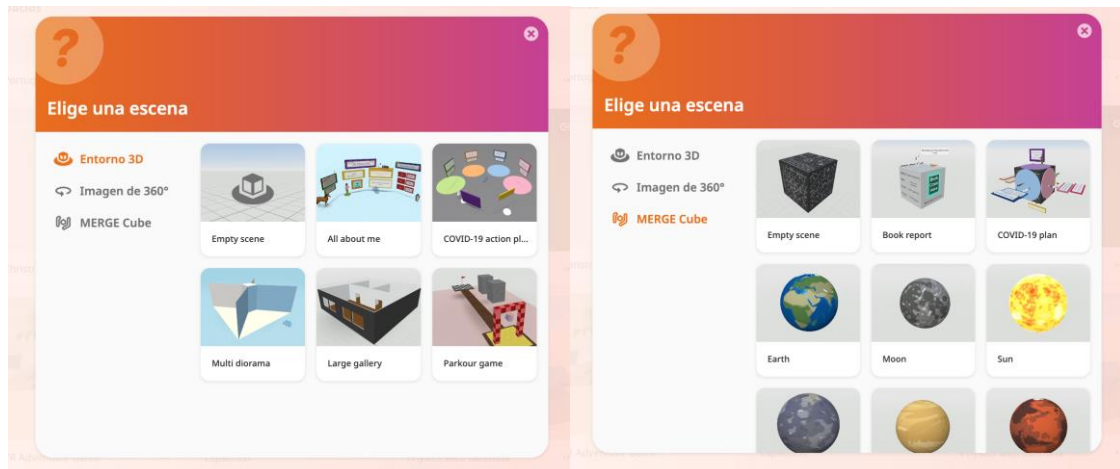 Elige una escena
Entorno 3D
Imagen de 360°
MERGE Cube
Empty scene
All about me
COVID-19 action pl...
Multi diorama
Large gallery
Parkour game
Elige una escena
Entorno 3D
Imagen de 360°
MERGE Cube
Empty scene
Book report
COVID-19 plan
Earth
Moon
Sun